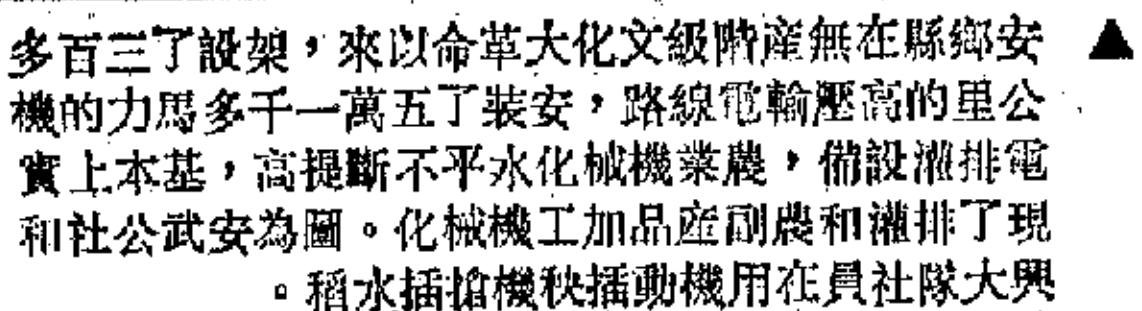 ▲安鄉縣在無産階級文化大革命以來，架設了三百多
公里的高壓輸電線路，安裝了五萬一千多馬力的機
電排灌設備，農業機械化水平不斷提高，基本上實
現了排灌和農副産品加工機械化。圖為安武公社和
興大隊社員在用機動插秧機搶插水稻。